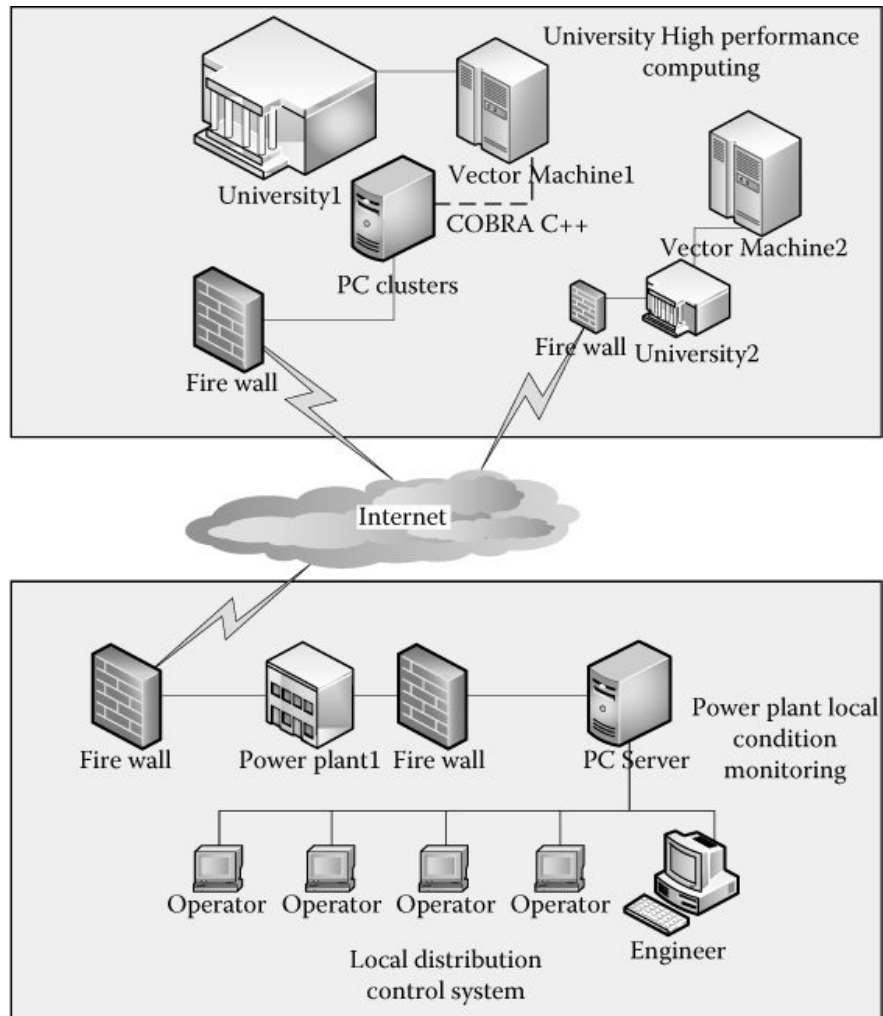 University High performance
computing
University1
Vector Machine1
COBRA C++
PC clusters
Vector Machine2
Fire wall
Fire wall
University2
Internet
Fire wall
Power plant1
Fire wall
PC Server
Power plant local
condition
monitoring
Operator
Operator
Operator
Operator
Engineer
Local distribution
control system